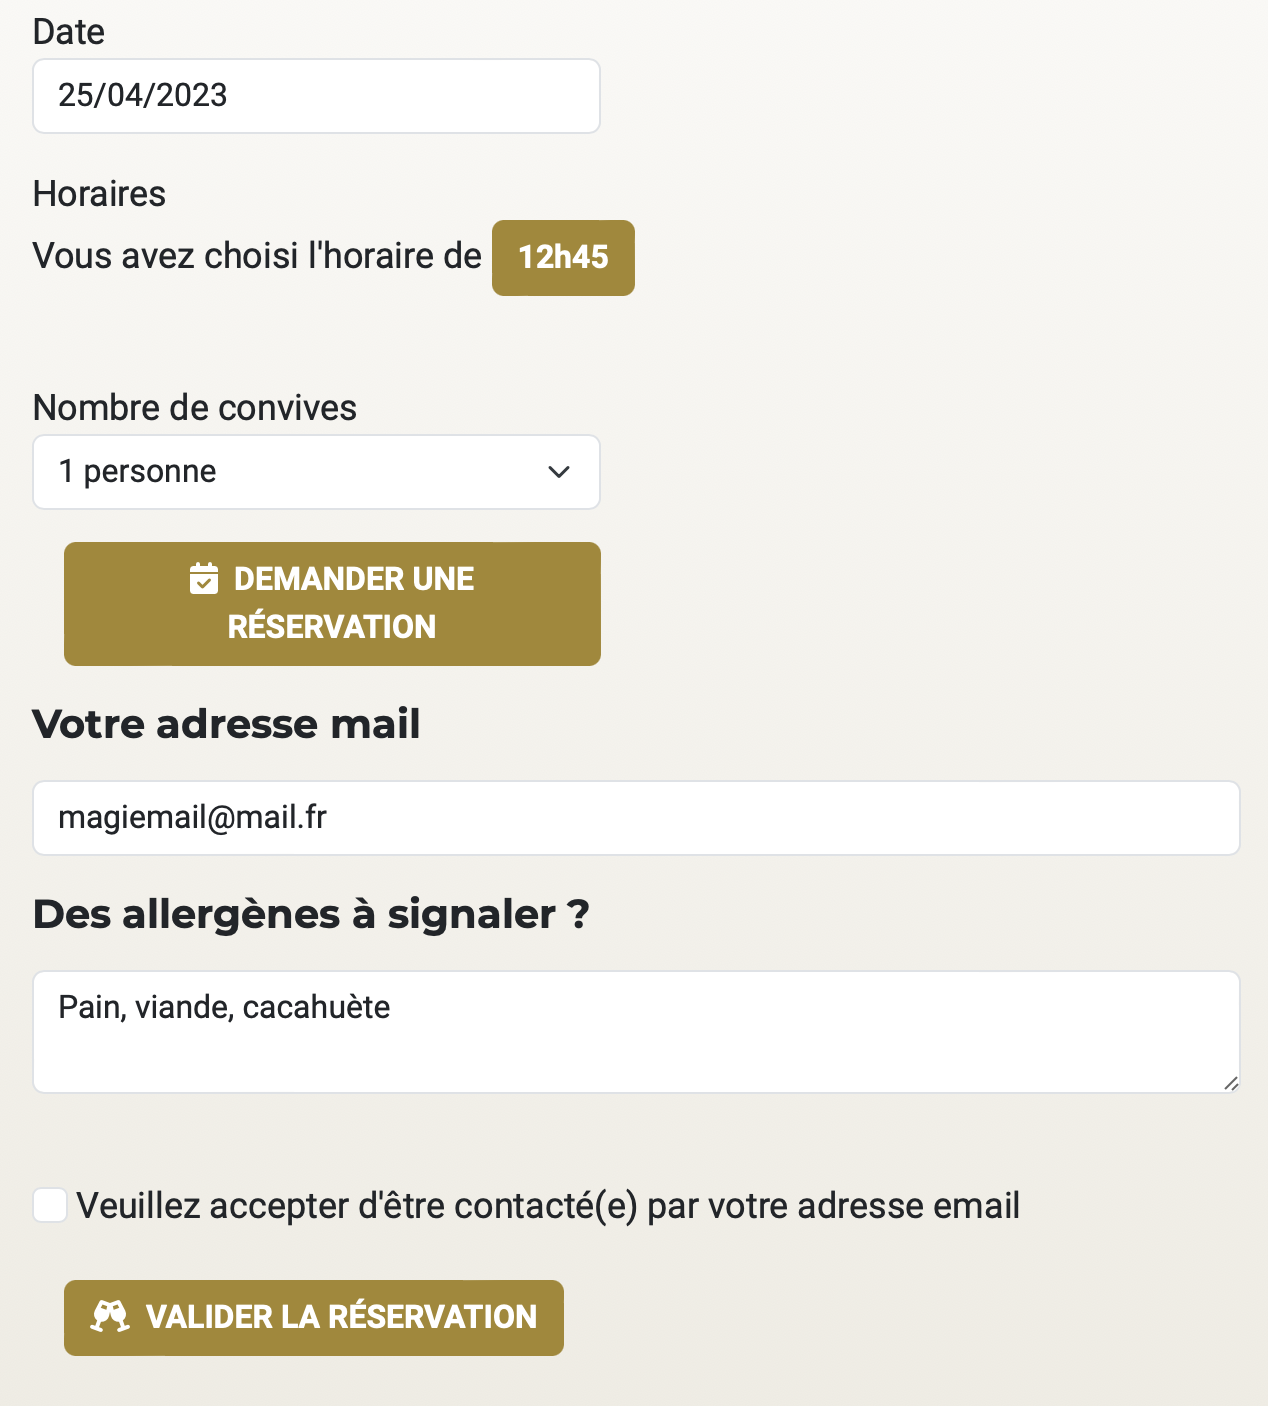 Date
25/04/2023
Horaires
Vous avez choisi l'horaire de 12h45
Nombre de convives
1 personne
DEMANDER UNE
RÉSERVATION
Votre adresse mail
magiemail@mail.fr
Des allergènes à signaler ?
Pain, viande, cacahuète
Veuillez accepter d'être contacté(e) par votre adresse email
VALIDER LA RÉSERVATION